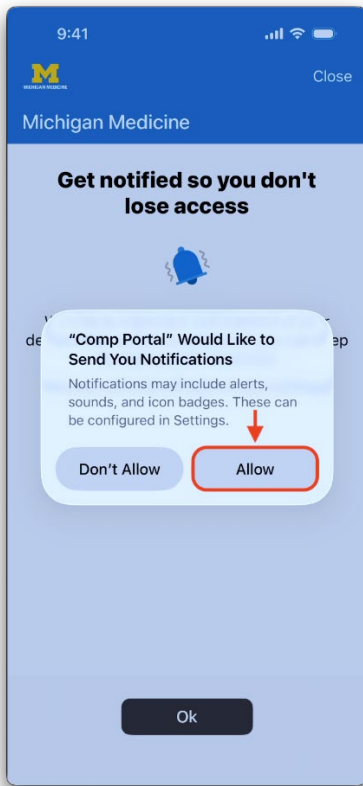 9:41
M
MICHIGAN MEDICINE
Close
Michigan Medicine
Get notified so you don't
lose access
“Comp Portal” Would Like to
Send You Notifications
Notifications may include alerts,
sounds, and icon badges. These can
be configured in Settings.
Don't Allow
Allow
Ok